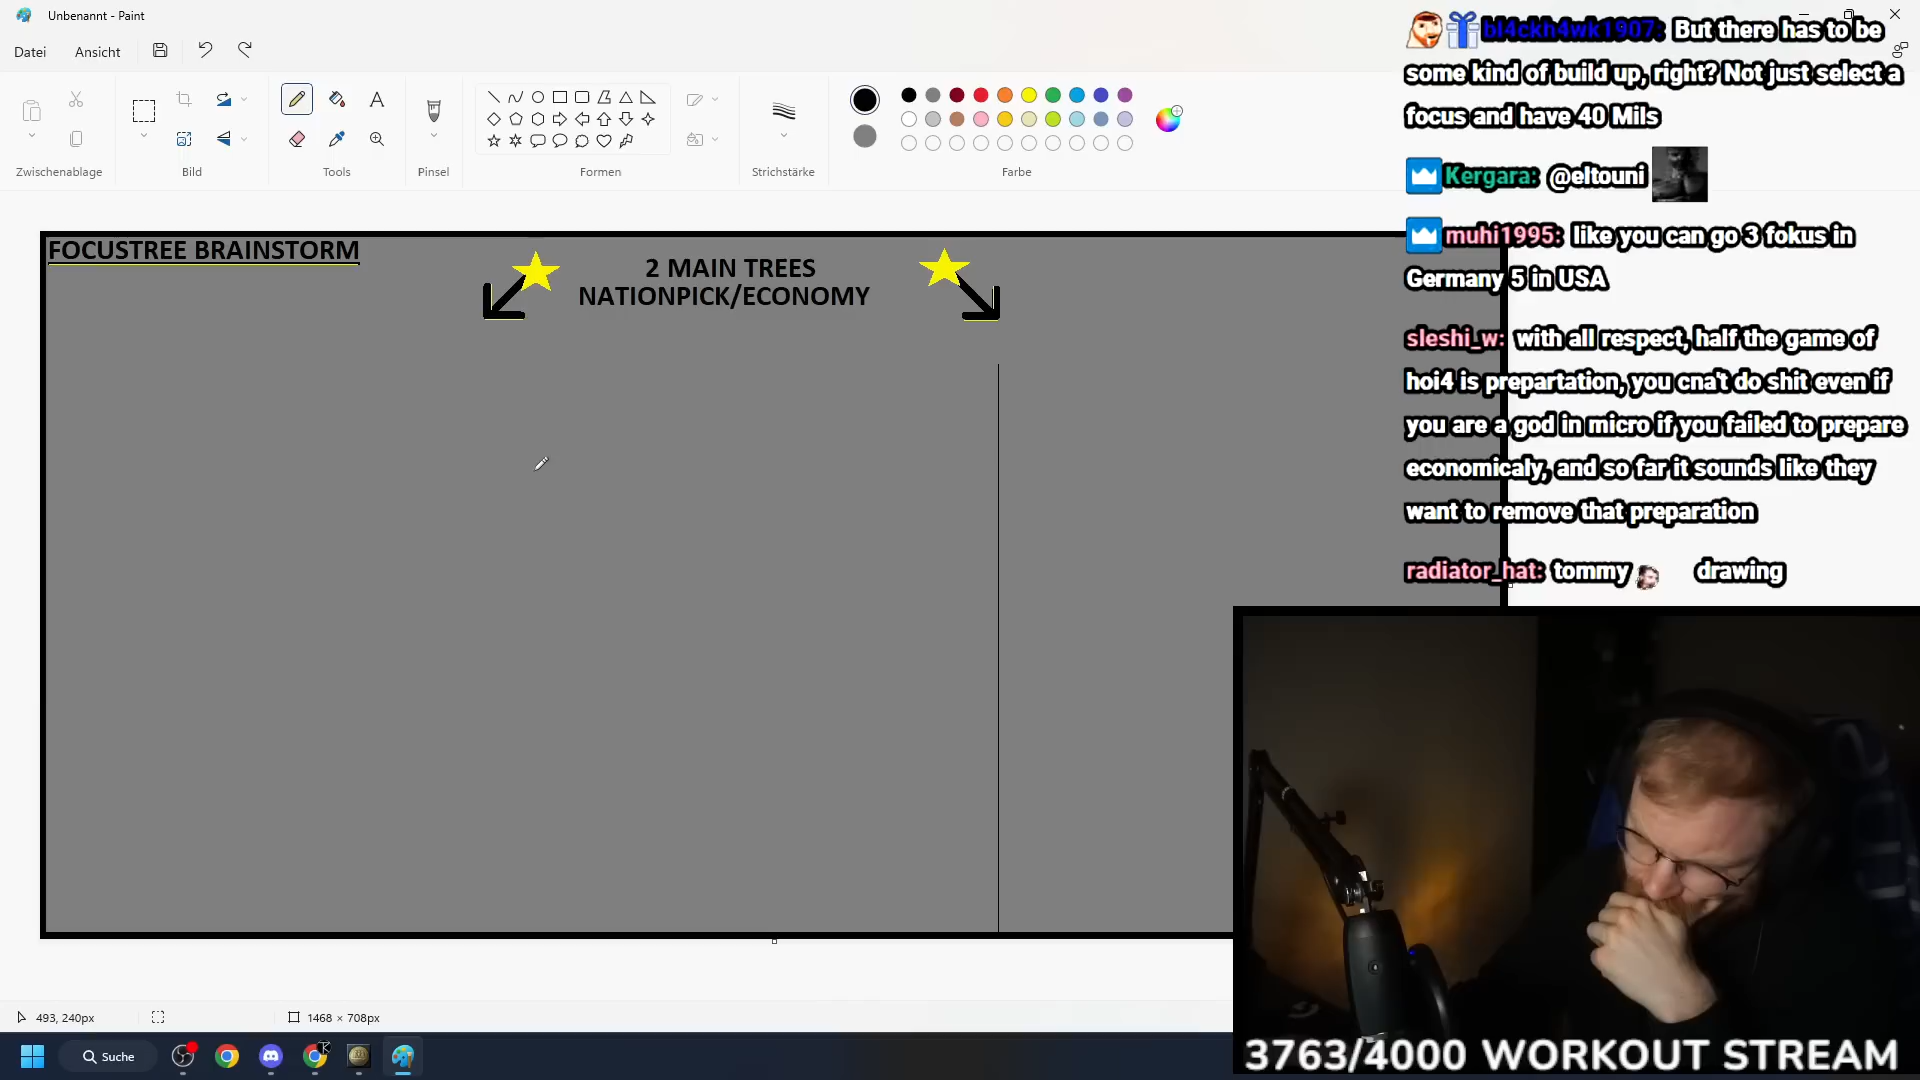 Unbenannt - Paint
Datei
Ansicht
Zwischenablage
Bild
Tools
Pinsel
Formen
Strichstärke
Farbe
FOCUSTREE BRAINSTORM
2 MAIN TREES
NATIONPICK/ECONOMY
bl4ckh4wk1907: But there has to be
some kind of build up, right? Not just select a
focus and have 40 Mils
Kergara: @eltouni
muhi1995: like you can go 3 fokus in
Germany 5 in USA
sleshi_w: with all respect, half the game of
hoi4 is prepartation, you cna't do shit even if
you are a god in micro if you failed to prepare
economicaly, and so far it sounds like they
want to remove that preparation
radiator_hat: tommy drawing
493, 240px
1468 × 708px
Suche
3763/4000 WORKOUT STREAM